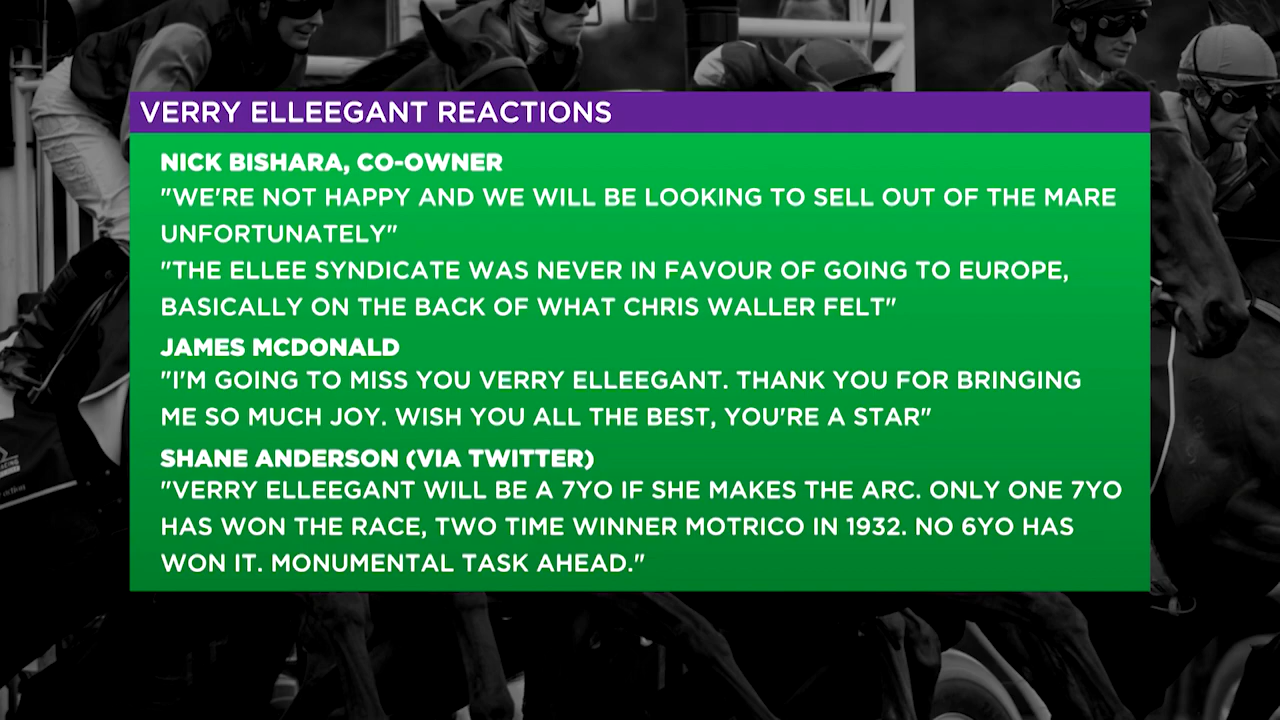 VERRY ELLEEGANT REACTIONS
NICK BISHARA, CO-OWNER
"WE'RE NOT HAPPY AND WE WILL BE LOOKING TO SELL OUT OF THE MARE
UNFORTUNATELY"
"THE ELLEE SYNDICATE WAS NEVER IN FAVOUR OF GOING TO EUROPE,
BASICALLY ON THE BACK OF WHAT CHRIS WALLER FELT"
JAMES MCDONALD
"I'M GOING TO MISS YOU VERRY ELLEEGANT. THANK YOU FOR BRINGING
ME SO MUCH JOY. WISH YOU ALL THE BEST, YOU'RE A STAR"
SHANE ANDERSON (VIA TWITTER)
"VERRY ELLEEGANT WILL BE A 7YO IF SHE MAKES THE ARC. ONLY ONE 7YO
HAS WON THE RACE, TWO TIME WINNER MOTRICO IN 1932. NO 6YO HAS
WON IT. MONUMENTAL TASK AHEAD."